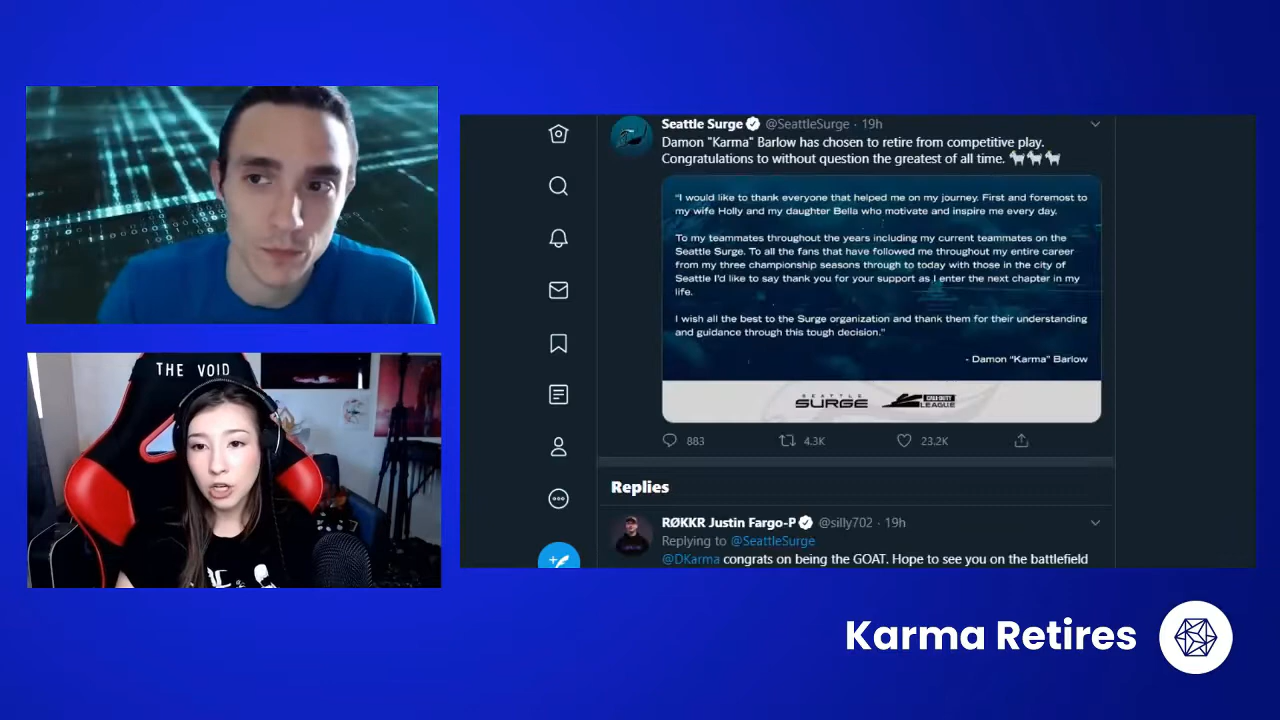 THE VOID
Seattle Surge @SeattleSurge · 19h
Damon "Karma" Barlow has chosen to retire from competitive play.
Congratulations to without question the greatest of all time.
"I would like to thank everyone that helped me on my journey. First and foremost to
my wife Holly and my daughter Bella who motivate and inspire me every day.
To my teammates throughout the years including my current teammates on the
Seattle Surge. To all the fans that have followed me throughout my entire career
from my three championship seasons through to today with those in the city of
Seattle I'd like to say thank you for your support as I enter the next chapter in my
life.
I wish all the best to the Surge organization and thank them for their understanding
and guidance through this tough decision."
- Damon "Karma" Barlow
SEATTLE
SURGE
CALL OF DUTY
LEAGUE
883 4.3K 23.2K
Replies
RØKKR Justin Fargo-P @silly702 · 19h
Replying to @SeattleSurge
@DKarma congrats on being the GOAT. Hope to see you on the battlefield
Karma Retires